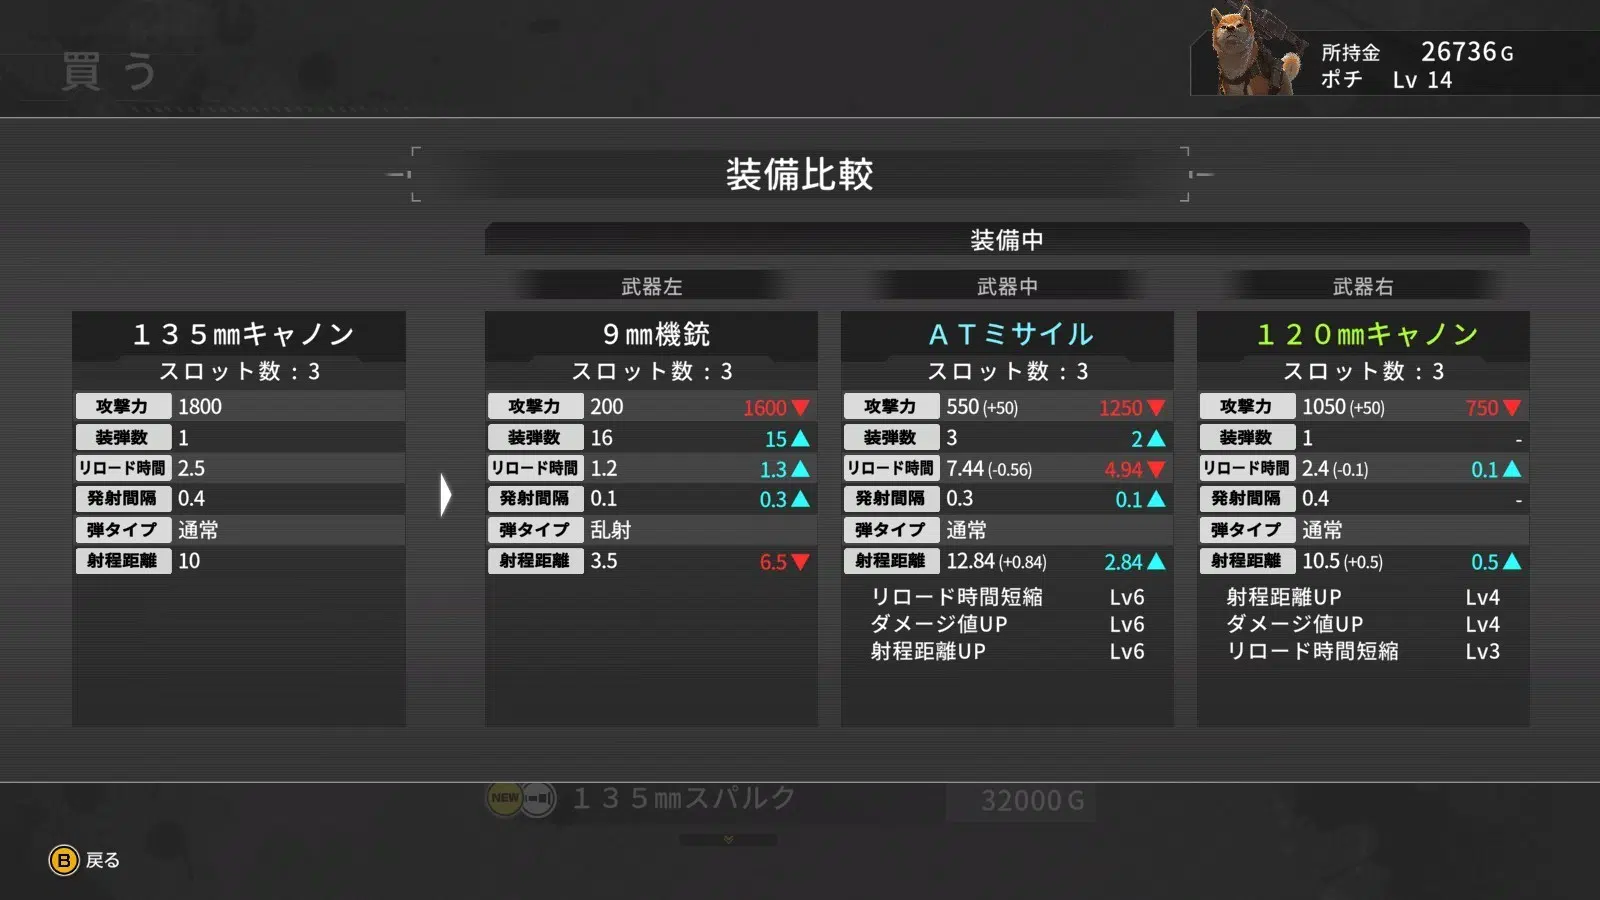 買う
所持金 26736G
ポチ Lv 14
装備比較
装備中
武器左 武器中 武器右
135㎜キャノン
スロット数：3
攻撃力 1800
装弾数 1
リロード時間 2.5
発射間隔 0.4
弾タイプ 通常
射程距離 10
9㎜機銃
スロット数：3
攻撃力 200 1600▼
装弾数 16 15▲
リロード時間 1.2 1.3▲
発射間隔 0.1 0.3▲
弾タイプ 乱射
射程距離 3.5 6.5▼
ATミサイル
スロット数：3
攻撃力 550(+50) 1250▼
装弾数 3 2▲
リロード時間 7.44(-0.56) 4.94▼
発射間隔 0.3 0.1▲
弾タイプ 通常
射程距離 12.84(+0.84) 2.84▲
リロード時間短縮 Lv6
ダメージ値UP Lv6
射程距離UP Lv6
120㎜キャノン
スロット数：3
攻撃力 1050(+50) 750▼
装弾数 1 -
リロード時間 2.4(-0.1) 0.1▲
発射間隔 0.4 -
弾タイプ 通常
射程距離 10.5(+0.5) 0.5▲
射程距離UP Lv4
ダメージ値UP Lv4
リロード時間短縮 Lv3
NEW 135㎜スパルク 32000G
B 戻る